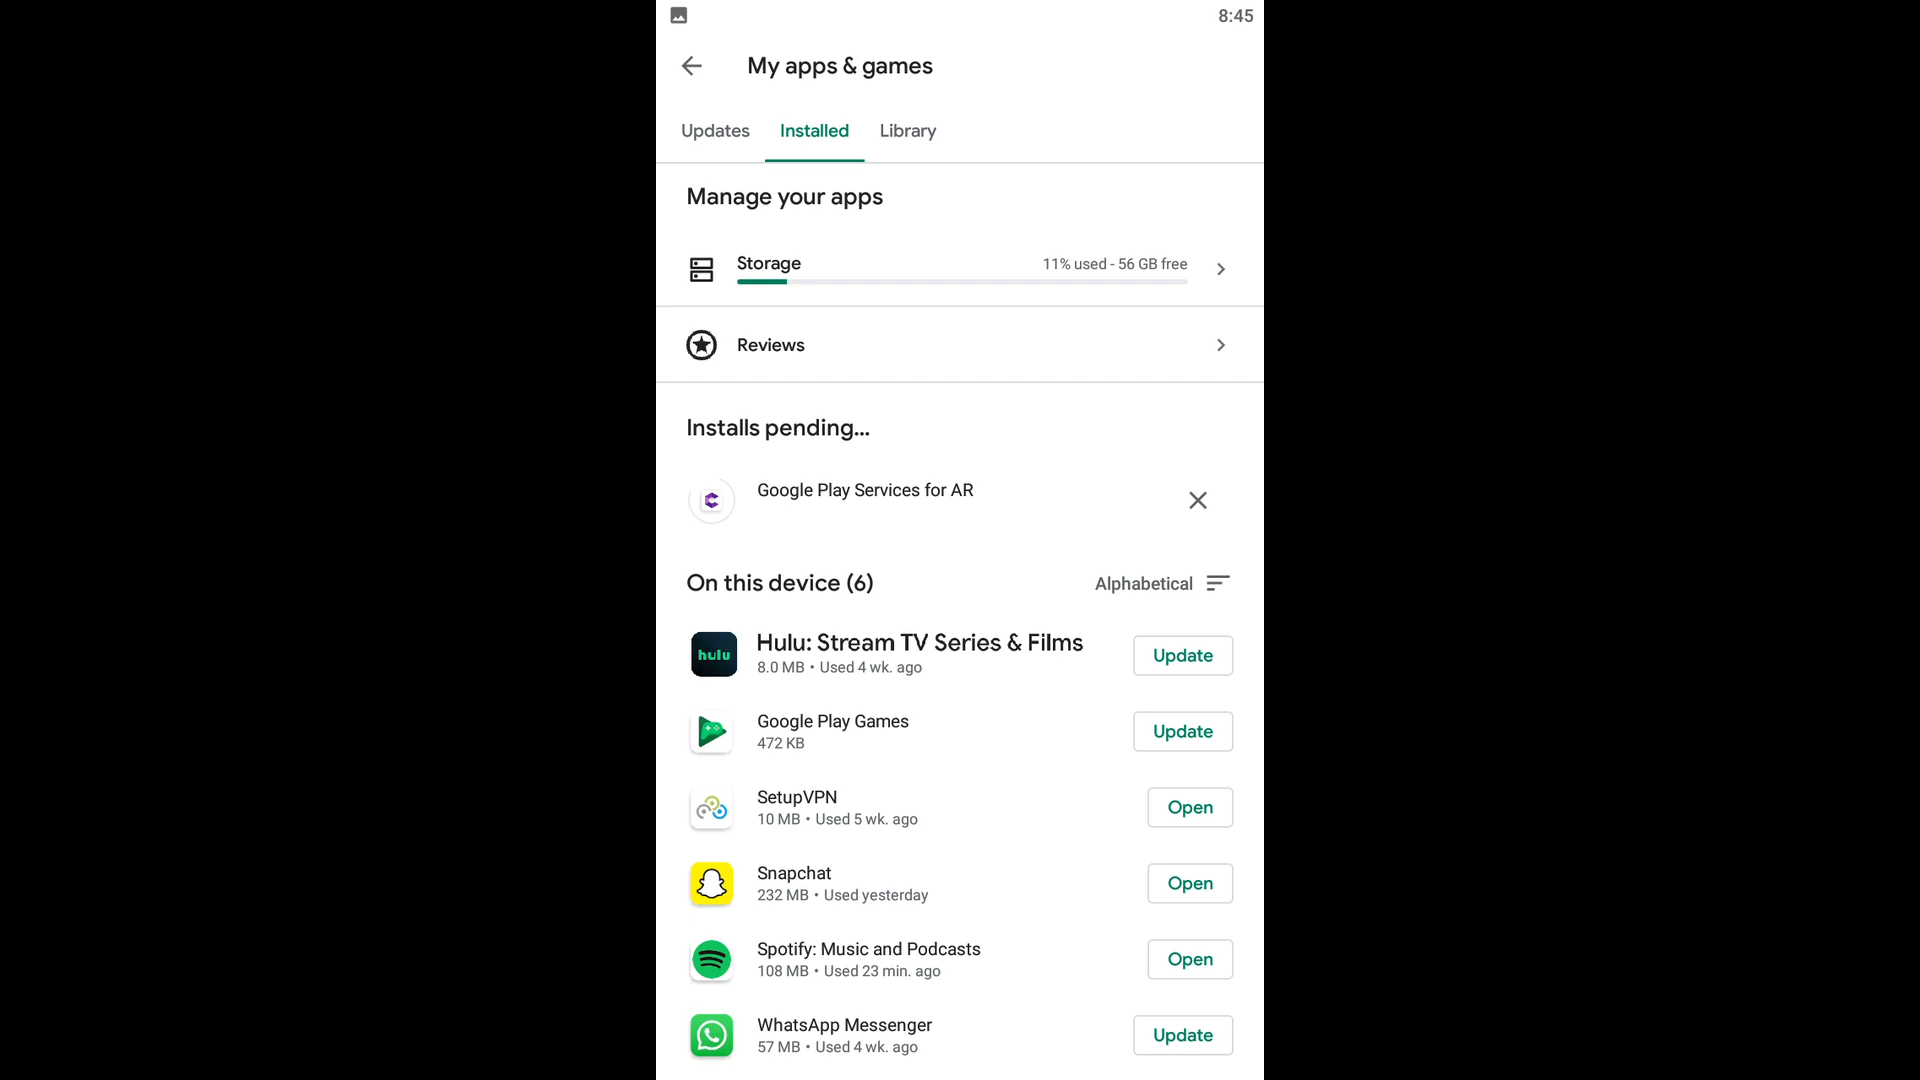 8:45
My apps & games
Updates Installed Library
Manage your apps
Storage 11% used - 56 GB free
Reviews
Installs pending...
Google Play Services for AR
On this device (6) Alphabetical
hulu
Hulu: Stream TV Series & Films
8.0 MB • Used 4 wk. ago
Update
Google Play Games
472 KB
Update
SetupVPN
10 MB • Used 5 wk. ago
Open
Snapchat
232 MB • Used yesterday
Open
Spotify: Music and Podcasts
108 MB • Used 23 min. ago
Open
WhatsApp Messenger
57 MB • Used 4 wk. ago
Update